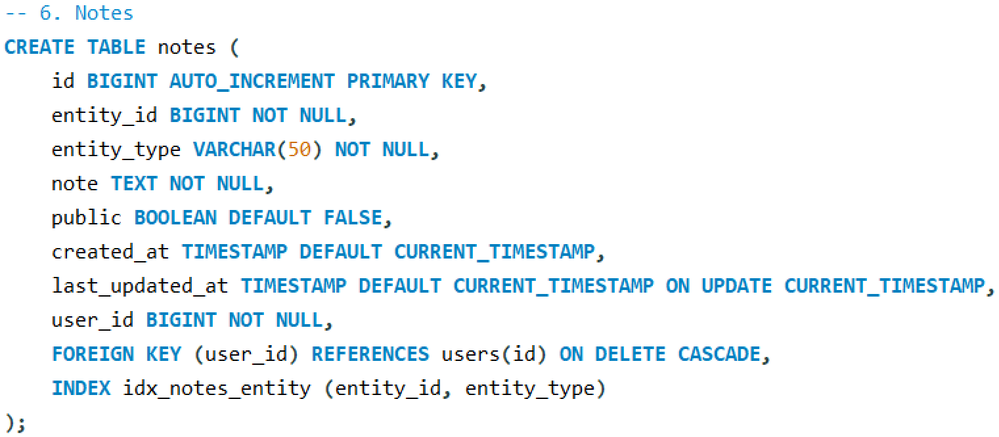 -- 6. Notes
CREATE TABLE notes (
    id BIGINT AUTO_INCREMENT PRIMARY KEY,
    entity_id BIGINT NOT NULL,
    entity_type VARCHAR(50) NOT NULL,
    note TEXT NOT NULL,
    public BOOLEAN DEFAULT FALSE,
    created_at TIMESTAMP DEFAULT CURRENT_TIMESTAMP,
    last_updated_at TIMESTAMP DEFAULT CURRENT_TIMESTAMP ON UPDATE CURRENT_TIMESTAMP,
    user_id BIGINT NOT NULL,
    FOREIGN KEY (user_id) REFERENCES users(id) ON DELETE CASCADE,
    INDEX idx_notes_entity (entity_id, entity_type)
);